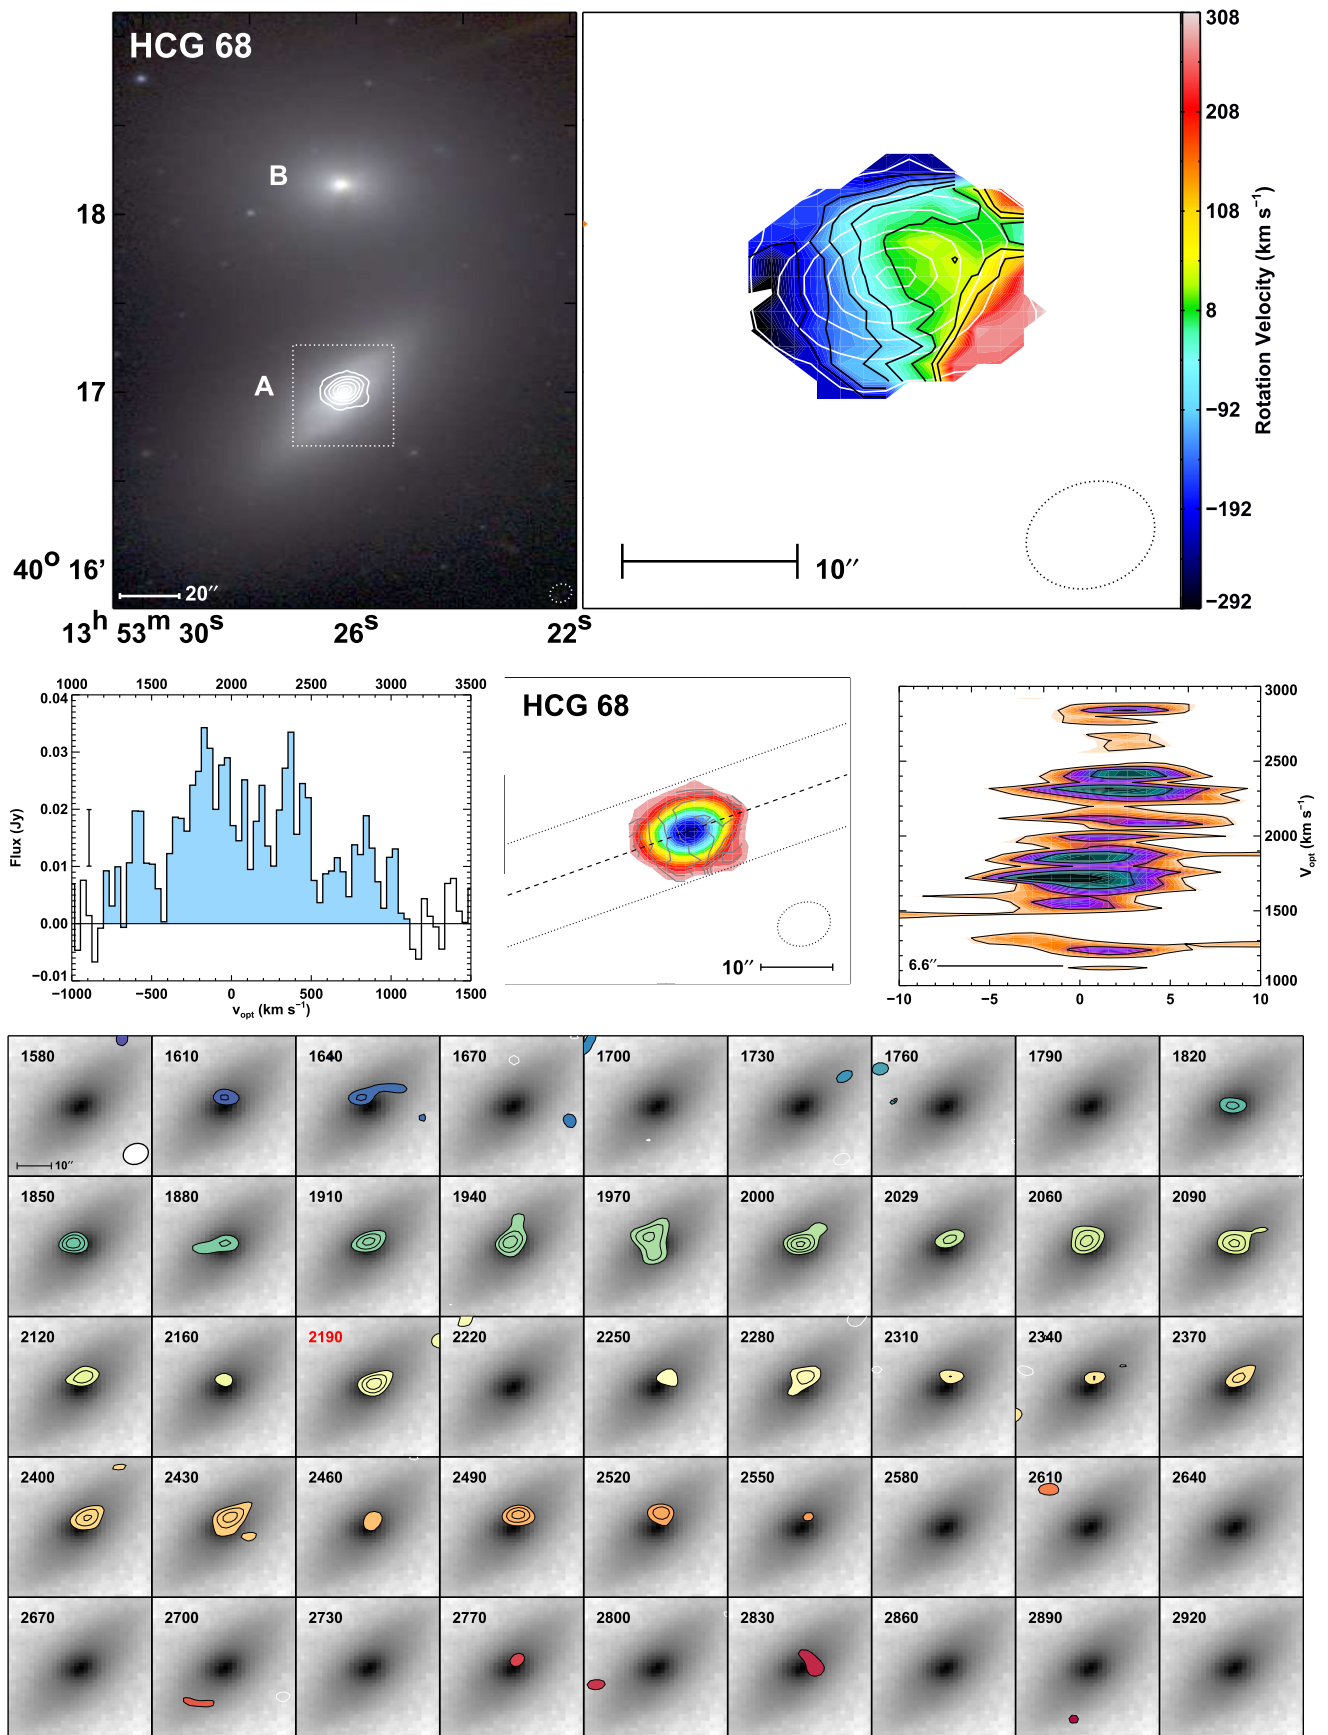 HCG 68
B
A
18
17
40° 16′
20″
13ʰ 53ᵐ 30ˢ 26ˢ 22ˢ
10″
308
208
108
8
−92
−192
−292
Rotation Velocity (km s⁻¹)
1000 1500 2000 2500 3000 3500
0.04
0.03
0.02
0.01
0.00
−0.01
Flux (Jy)
−1000 −500 0 500 1000 1500
v_opt (km s⁻¹)
HCG 68
10″
3000
2500
2000
1500
1000
v_opt (km s⁻¹)
6.6″
−10 −5 0 5 10
1580 1610 1640 1670 1700 1730 1760 1790 1820
10″
1850 1880 1910 1940 1970 2000 2029 2060 2090
2120 2160 2190 2220 2250 2280 2310 2340 2370
2400 2430 2460 2490 2520 2550 2580 2610 2640
2670 2700 2730 2770 2800 2830 2860 2890 2920